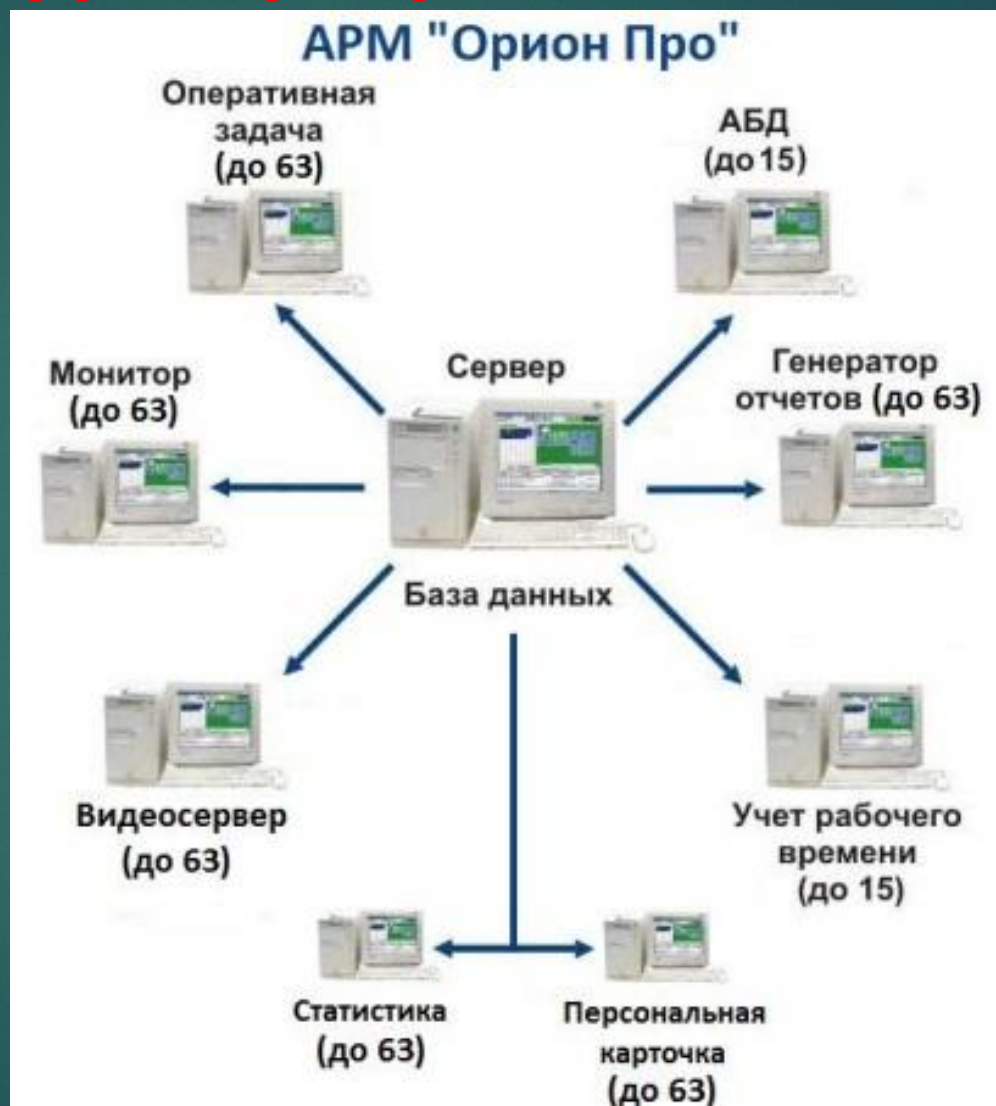 АРМ "Орион Про"
Оперативная
задача
(до 63)
АБД
(до 15)
Монитор
(до 63)
Сервер
Генератор
отчетов (до 63)
База данных
Видеосервер
(до 63)
Учет рабочего
времени
(до 15)
Статистика
(до 63)
Персональная
карточка
(до 63)